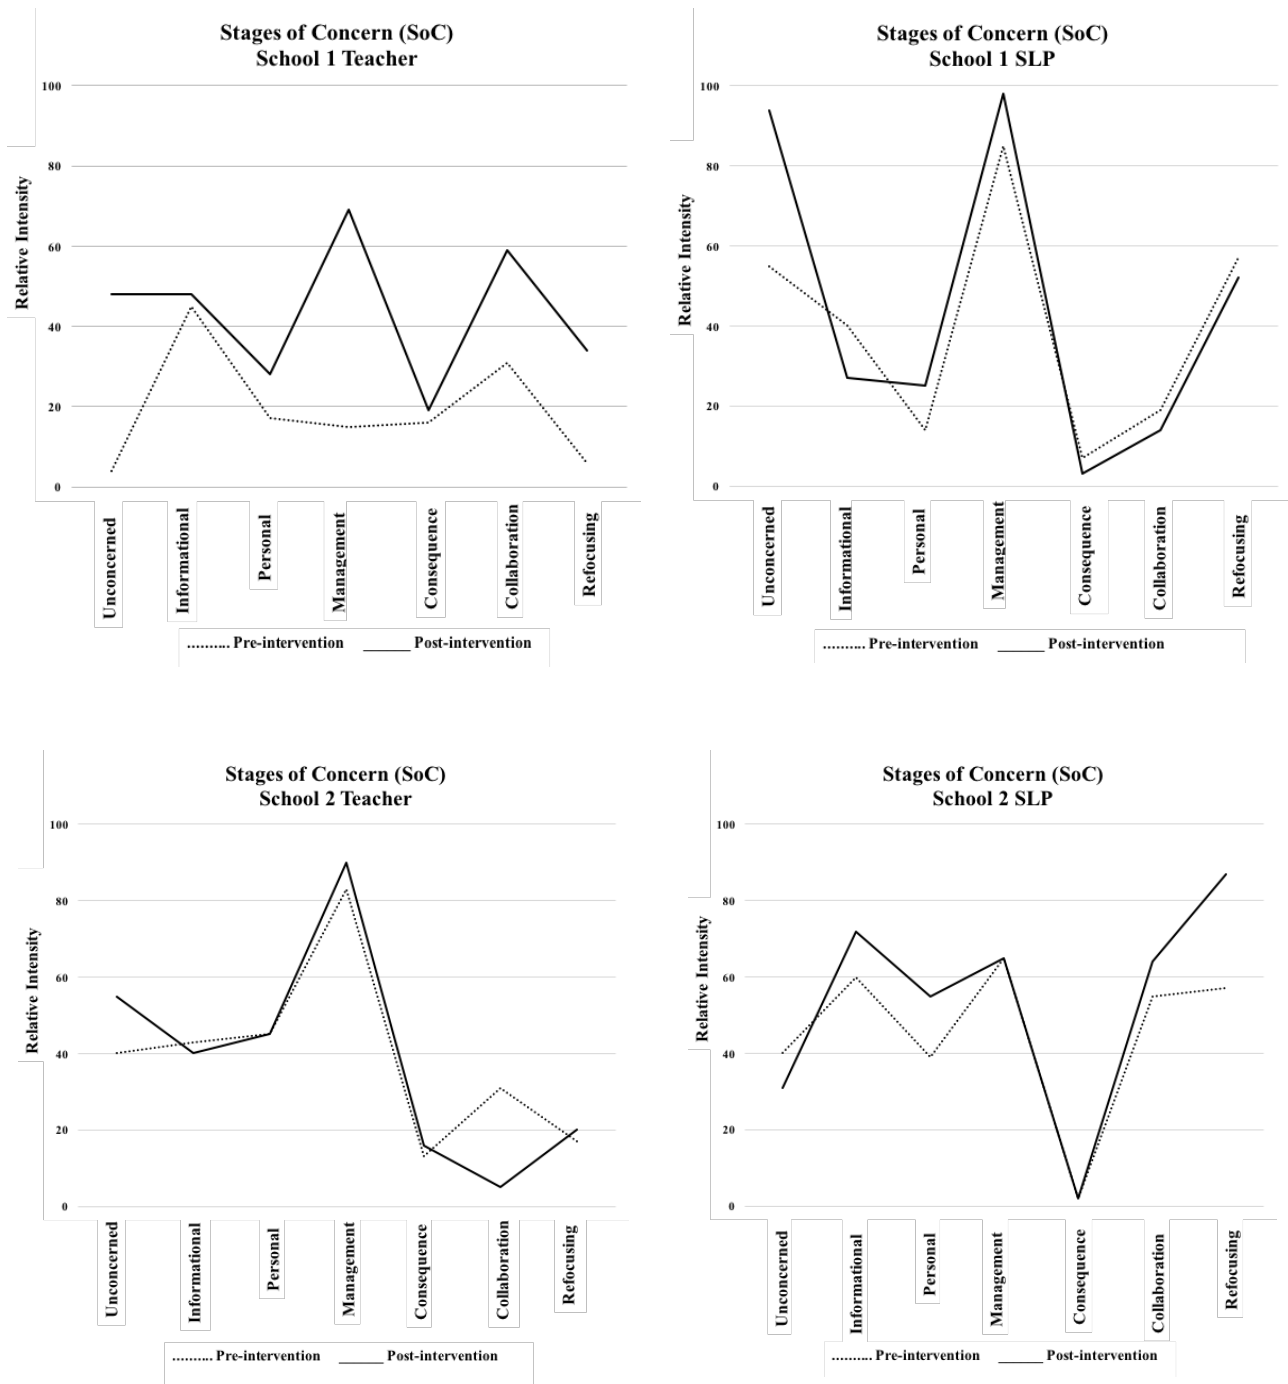 Stages of Concern (SoC)
School 1 Teacher
100
80
60
40
20
0
Relative Intensity
Unconcerned
Informational
Personal
Management
Consequence
Collaboration
Refocusing
.......... Pre-intervention ______ Post-intervention
Stages of Concern (SoC)
School 1 SLP
100
80
60
40
20
0
Relative Intensity
Unconcerned
Informational
Personal
Management
Consequence
Collaboration
Refocusing
.......... Pre-intervention ______ Post-intervention
Stages of Concern (SoC)
School 2 Teacher
100
80
60
40
20
0
Relative Intensity
Unconcerned
Informational
Personal
Management
Consequence
Collaboration
Refocusing
.......... Pre-intervention ______ Post-intervention
Stages of Concern (SoC)
School 2 SLP
100
80
60
40
20
0
Relative Intensity
Unconcerned
Informational
Personal
Management
Consequence
Collaboration
Refocusing
.......... Pre-intervention ______ Post-intervention